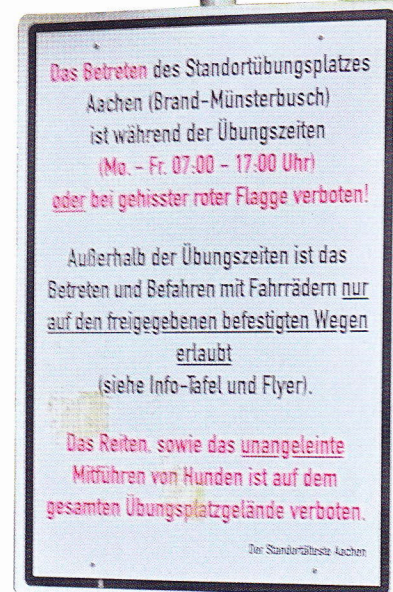 Das Betreten des Standortübungsplatzes
Aachen (Brand-Münsterbusch)
ist während der Übungszeiten
(Mo. - Fr. 07:00 - 17:00 Uhr)
oder bei gehisster roter Flagge verboten!
Außerhalb der Übungszeiten ist das
Betreten und Befahren mit Fahrrädern nur
auf den freigegebenen befestigten Wegen
erlaubt
(siehe Info-Tafel und Flyer).
Das Reiten, sowie das unangeleinte
Mitführen von Hunden ist auf dem
gesamten Übungsplatzgelände verboten.
Der Standortälteste Aachen